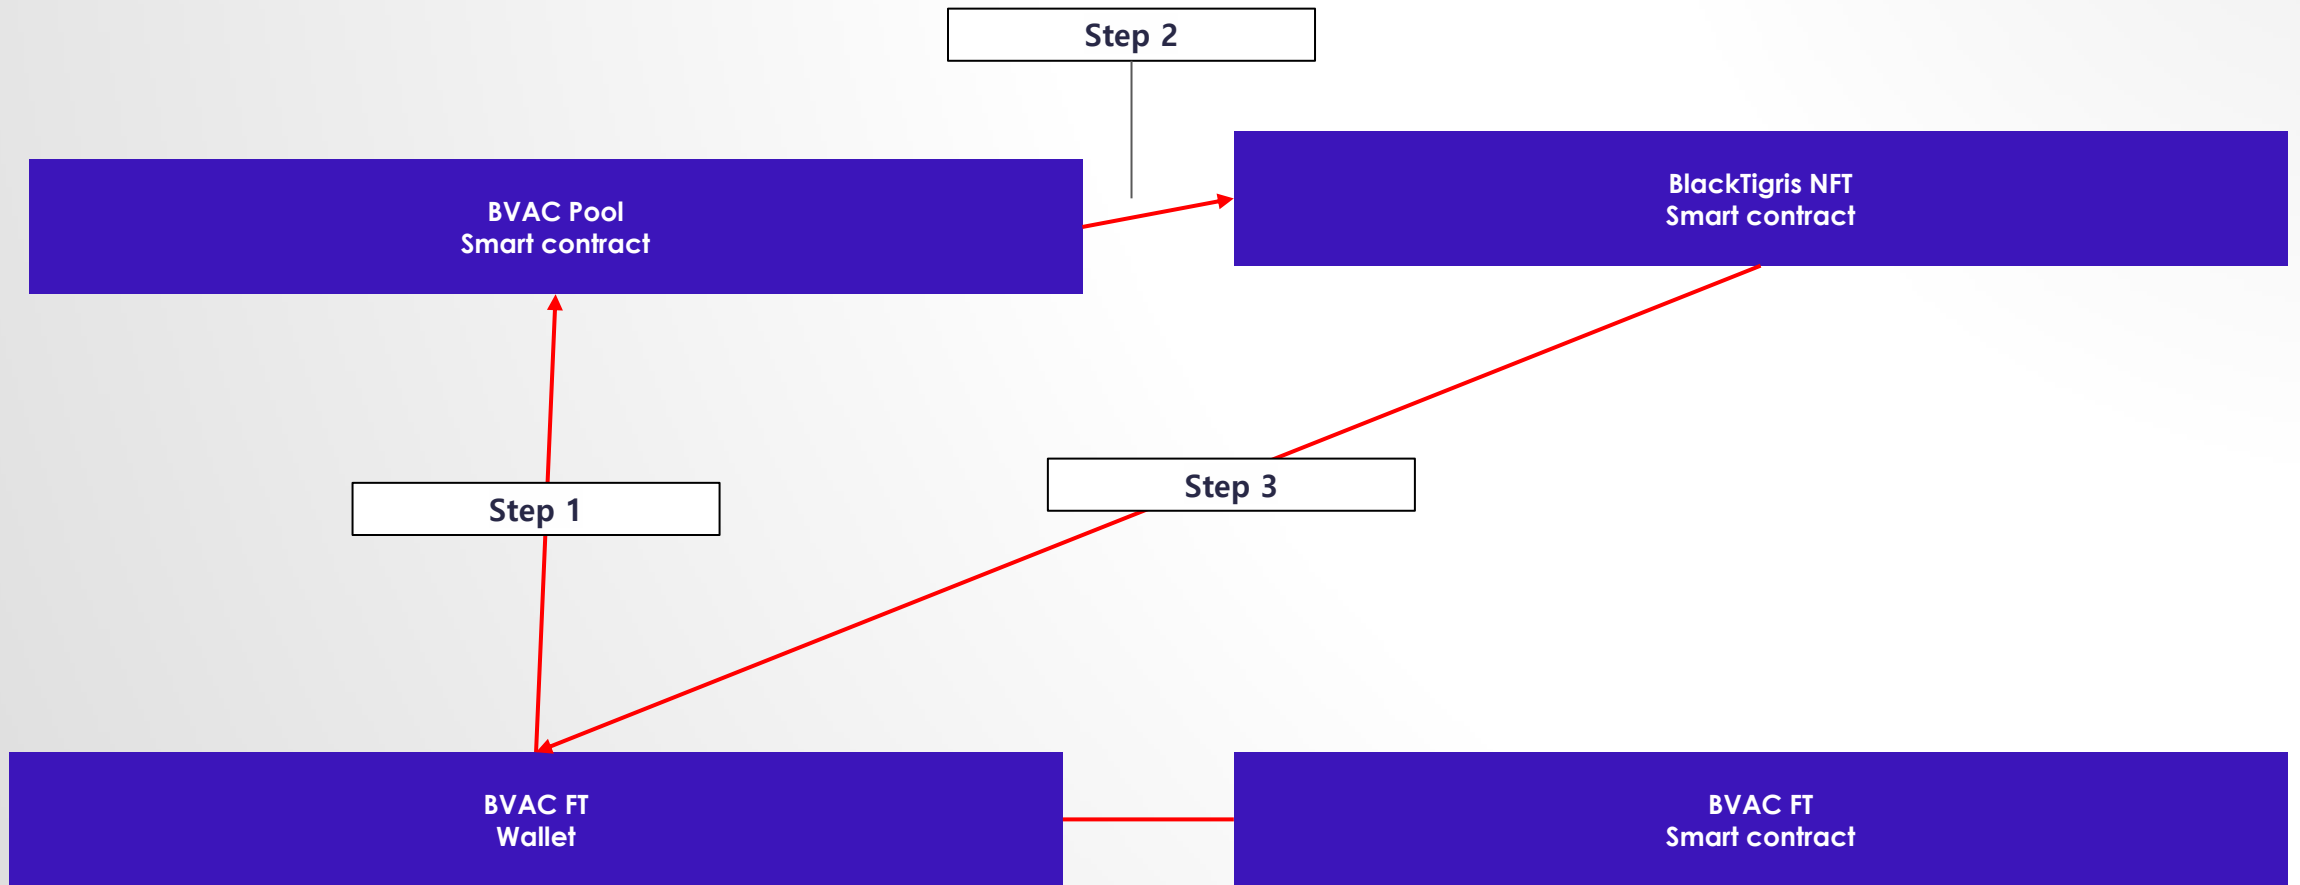 Step 2
BVAC Pool
Smart contract
BlackTigris NFT
Smart contract
Step 1
Step 3
BVAC FT
Wallet
BVAC FT
Smart contract